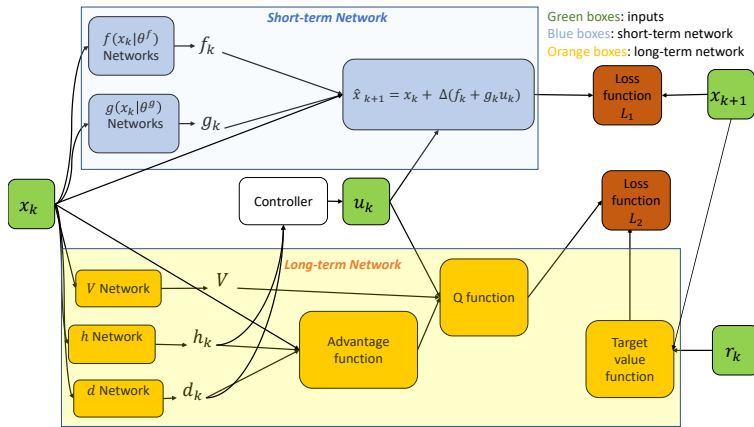 Short-term Network
Green boxes: inputs
Blue boxes: short-term network
Orange boxes: long-term network
f(x_k|θ^f)
Networks
f_k
g(x_k|θ^g)
Networks
g_k
x̂_{k+1} = x_k + Δ(f_k + g_k u_k)
Loss
function
L_1
x_{k+1}
x_k
Controller
u_k
Loss
function
L_2
Long-term Network
V Network
V
Q function
h Network
h_k
Advantage
function
Target
value
function
r_k
d Network
d_k